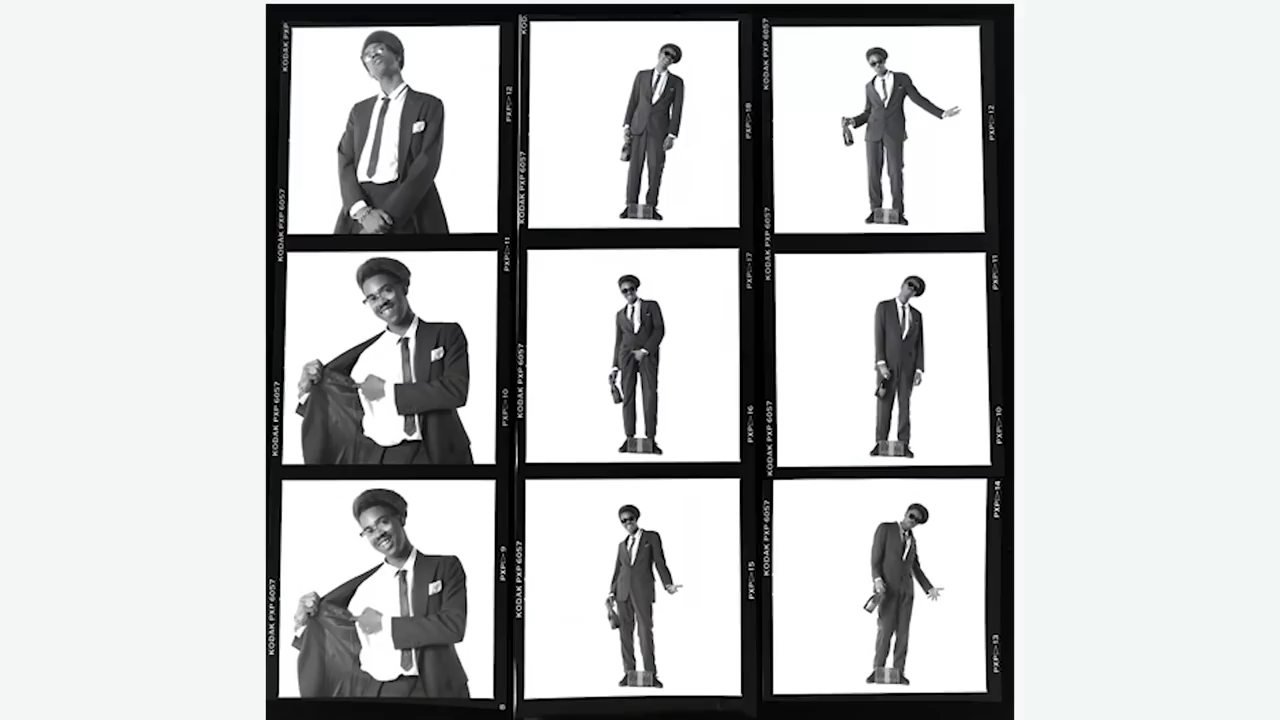 KODAK PXP
PXP▷12
KODAK PXP 6057
PXP▷11
KODAK PXP 6057
PXP▷10
KODAK PXP 6057
PXP▷9
8
KOD
PXP▷18
KODAK PXP 6057
PXP▷17
KODAK PXP 6057
PXP▷16
KODAK PXP 6057
PXP▷15
KODAK PXP 6057
PXP▷12
KODAK PXP 6057
PXP▷11
KODAK PXP 6057
PXP▷10
PXP▷14
KODAK PXP 6057
PXP▷13